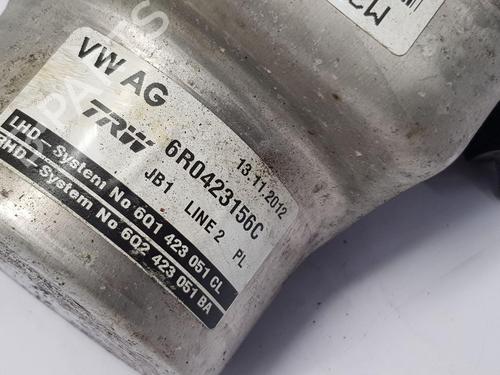 VW AG
TRW
13.11.2012
6R0423156C
JB1 LINE 2 PL
LHD-System No 6Q1 423 051 CL
RHD-System No 6Q2 423 051 BA